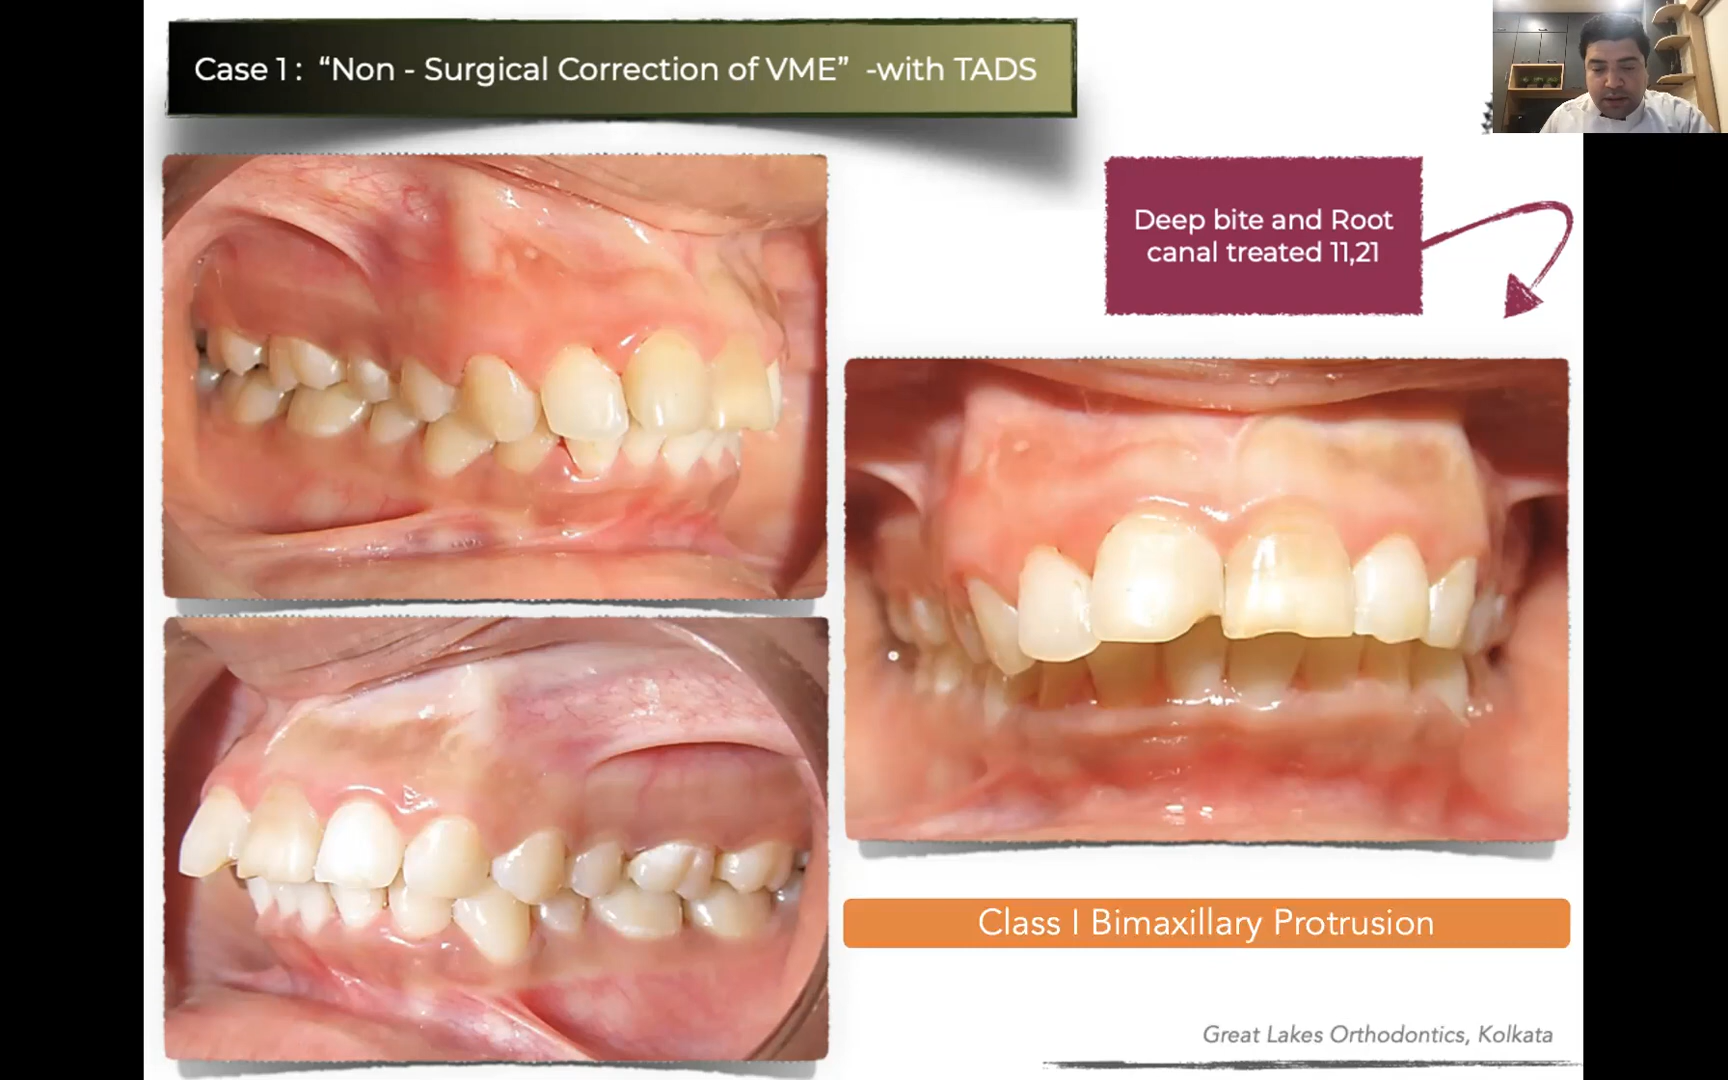 Case 1 : “Non - Surgical Correction of VME” -with TADS
Deep bite and Root
canal treated 11,21
Class I Bimaxillary Protrusion
Great Lakes Orthodontics, Kolkata